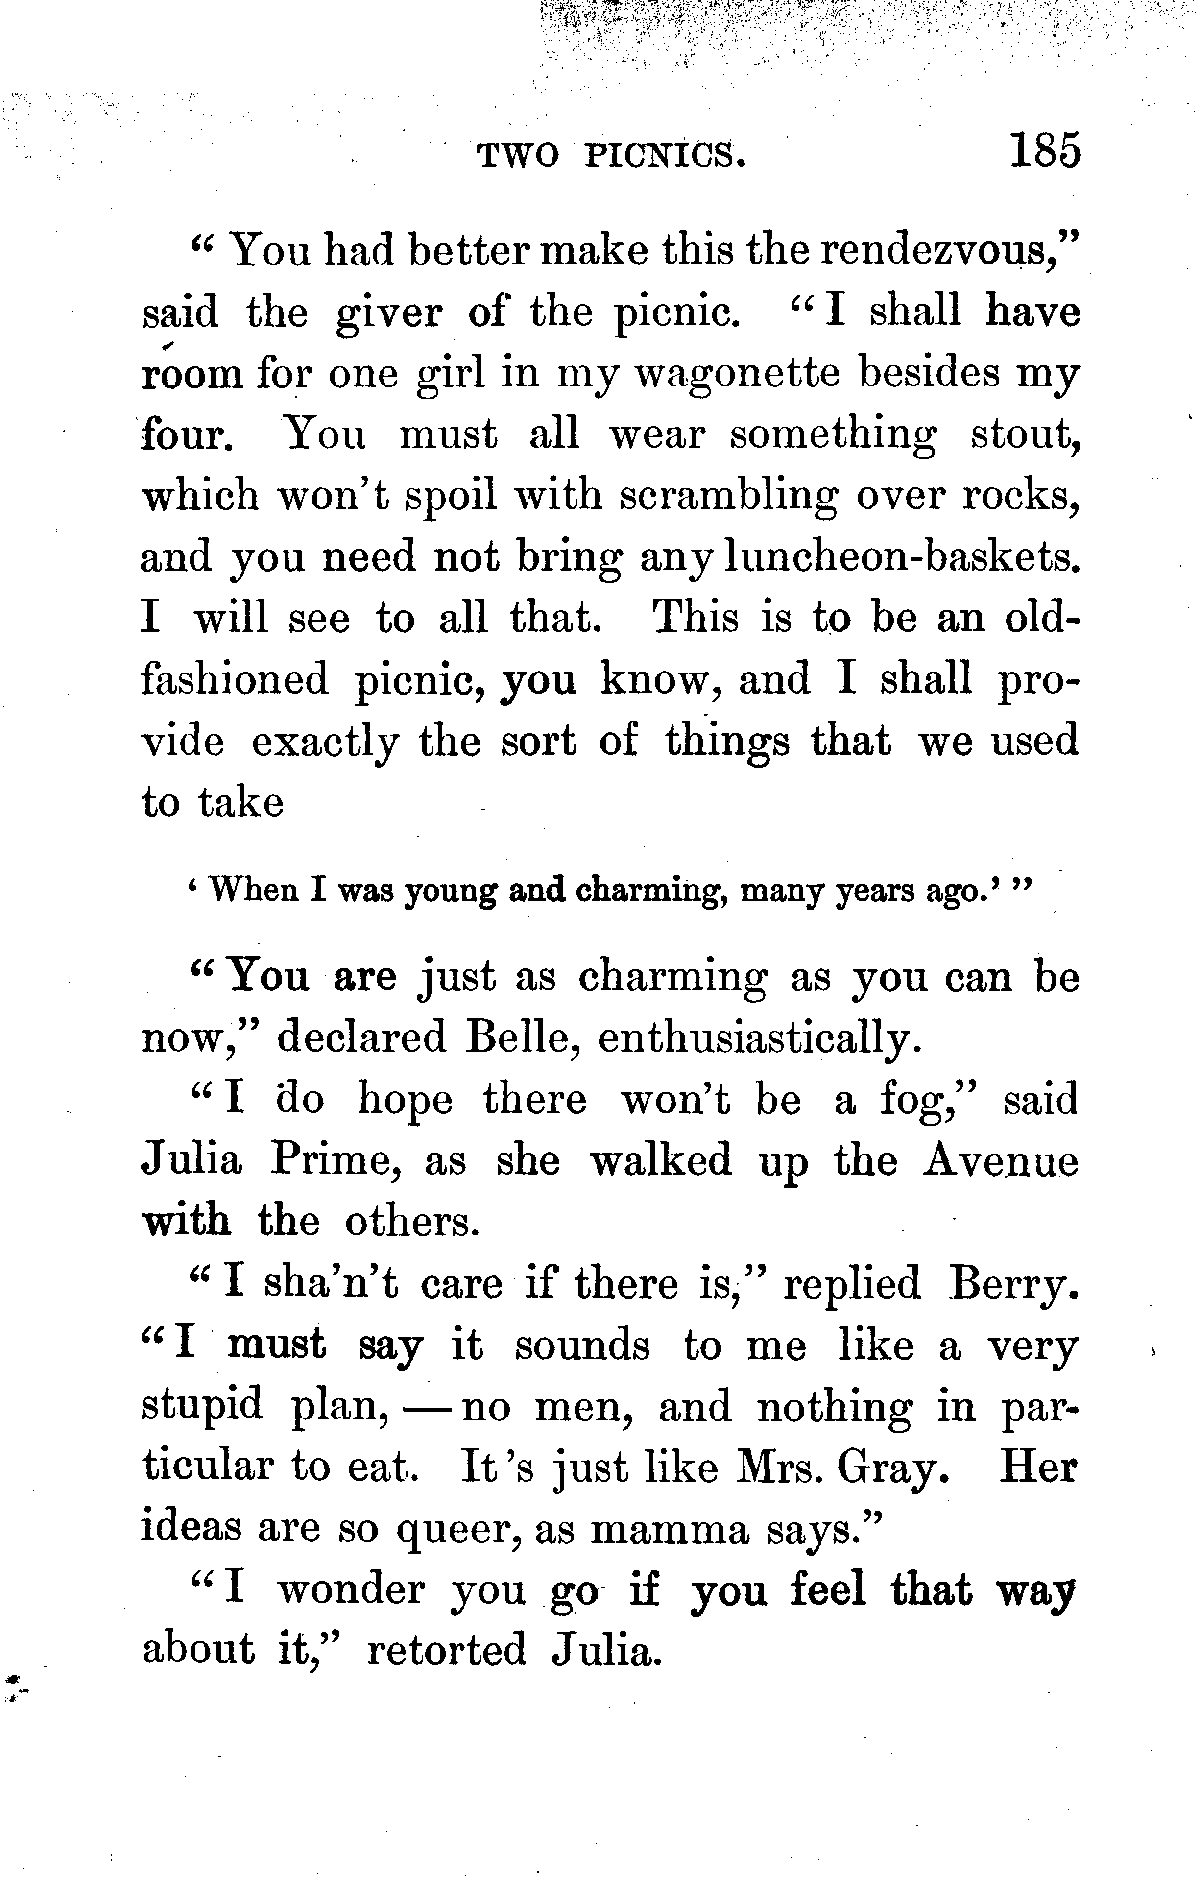 TWO PICNICS. 185
“ You had better make this the rendezvous,”
said the giver of the picnic. “ I shall have
room for one girl in my wagonette besides my
four. You must all wear something stout,
which won’t spoil with scrambling over rocks,
and you need not bring any luncheon-baskets.
I will see to all that. This is to be an old-
fashioned picnic, you know, and I shall pro-
vide exactly the sort of things that we used
to take
‘ When I was young and charming, many years ago.’ ”
“ You are just as charming as you can be
now,” declared Belle, enthusiastically.
“ I do hope there won’t be a fog,” said
Julia Prime, as she walked up the Avenue
with the others.
“ I sha’n’t care if there is,” replied Berry.
“ I must say it sounds to me like a very
stupid plan, — no men, and nothing in par-
ticular to eat. It ’s just like Mrs. Gray. Her
ideas are so queer, as mamma says.”
“ I wonder you go if you feel that way
about it,” retorted Julia.